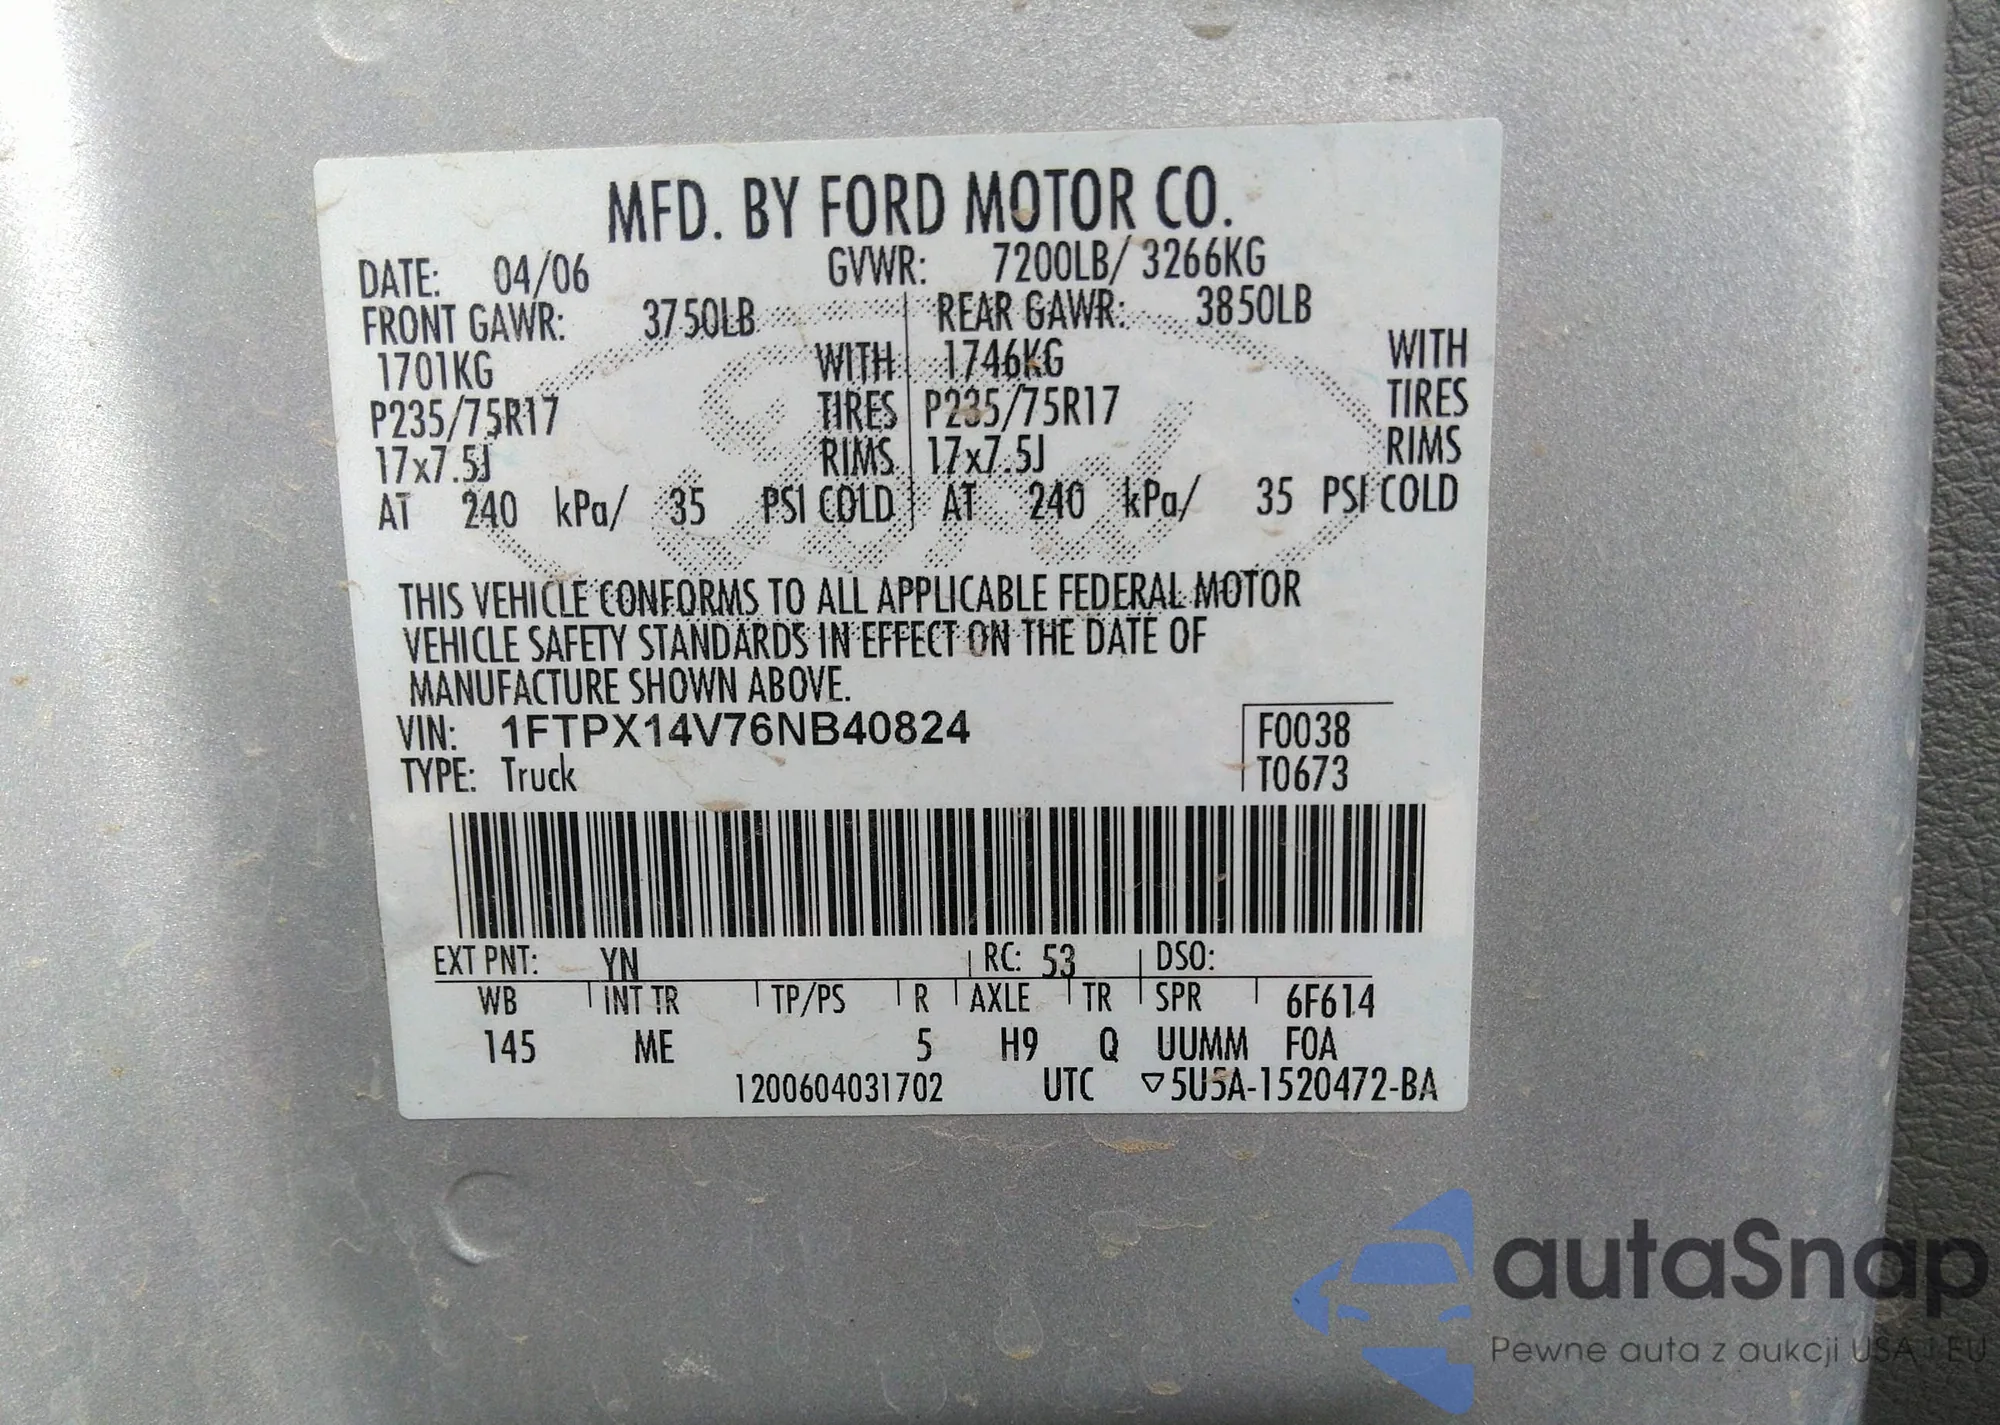 MFD. BY FORD MOTOR CO.
DATE: 04/06 GVWR: 7200LB/ 3266KG
FRONT GAWR: 3750LB REAR GAWR: 3850LB
1701KG WITH 1746KG WITH
P235/75R17 TIRES P235/75R17 TIRES
17x7.5J RIMS 17x7.5J RIMS
AT 240 kPa/ 35 PSI COLD AT 240 kPa/ 35 PSI COLD
Ford
THIS VEHICLE CONFORMS TO ALL APPLICABLE FEDERAL MOTOR
VEHICLE SAFETY STANDARDS IN EFFECT ON THE DATE OF
MANUFACTURE SHOWN ABOVE.
VIN: 1FTPX14V76NB40824 F0038
TYPE: Truck T0673
EXT PNT: YN RC: 53 DSO:
WB INT TR TP/PS R AXLE TR SPR 6F614
145 ME 5 H9 Q UUMM F0A
1200604031702 UTC ▽5U5A-1520472-BA
autaSnap
Pewne auta z aukcji USA i EU